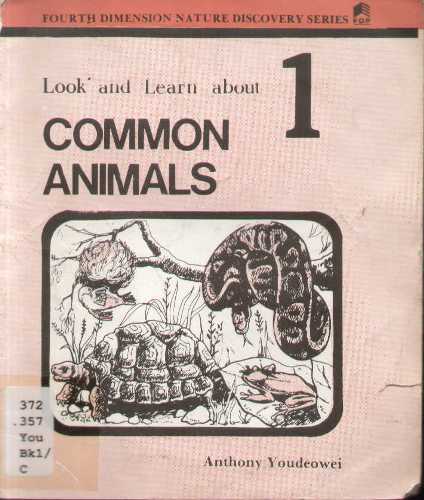 FOURTH DIMENSION NATURE DISCOVERY SERIES
FDP
Look and Learn about 1
COMMON
ANIMALS
372
.357
You
Bk1/
C
Anthony Youdeowei